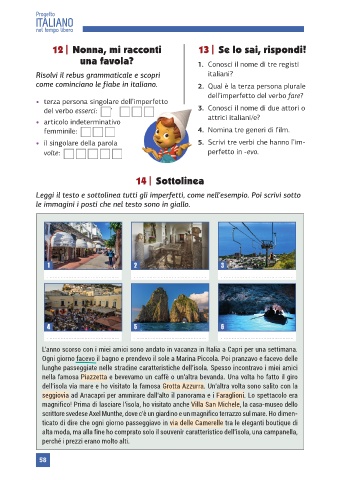 Progetto
ITALIANO
nel tempo libero
12 | Nonna, mi racconti
una favola?
Risolvi il rebus grammaticale e scopri
come cominciano le fiabe in italiano.
• terza persona singolare dell'imperfetto
del verbo esserci:
• articolo indeterminativo
femminile:
• il singolare della parola
volte:
13 | Se lo sai, rispondi!
1. Conosci il nome di tre registi
italiani?
2. Qual è la terza persona plurale
dell'imperfetto del verbo fare?
3. Conosci il nome di due attori o
attrici italiani/e?
4. Nomina tre generi di film.
5. Scrivi tre verbi che hanno l'im-
perfetto in -evo.
14 | Sottolinea
Leggi il testo e sottolinea tutti gli imperfetti, come nell'esempio. Poi scrivi sotto
le immagini i posti che nel testo sono in giallo.
1
2
3
4
5
6
L'anno scorso con i miei amici sono andato in vacanza in Italia a Capri per una settimana.
Ogni giorno facevo il bagno e prendevo il sole a Marina Piccola. Poi pranzavo e facevo delle
lunghe passeggiate nelle stradine caratteristiche dell'isola. Spesso incontravo i miei amici
nella famosa Piazzetta e bevevamo un caffè o un'altra bevanda. Una volta ho fatto il giro
dell'isola via mare e ho visitato la famosa Grotta Azzurra. Un'altra volta sono salito con la
seggiovia ad Anacapri per ammirare dall'alto il panorama e i Faraglioni. Lo spettacolo era
magnifico! Prima di lasciare l'isola, ho visitato anche Villa San Michele, la casa-museo dello
scrittore svedese Axel Munthe, dove c'è un giardino e un magnifico terrazzo sul mare. Ho dimen-
ticato di dire che ogni giorno passeggiavo in via delle Camerelle tra le eleganti boutique di
alta moda, ma alla fine ho comprato solo il souvenir caratteristico dell'isola, una campanella,
perché i prezzi erano molto alti.
58